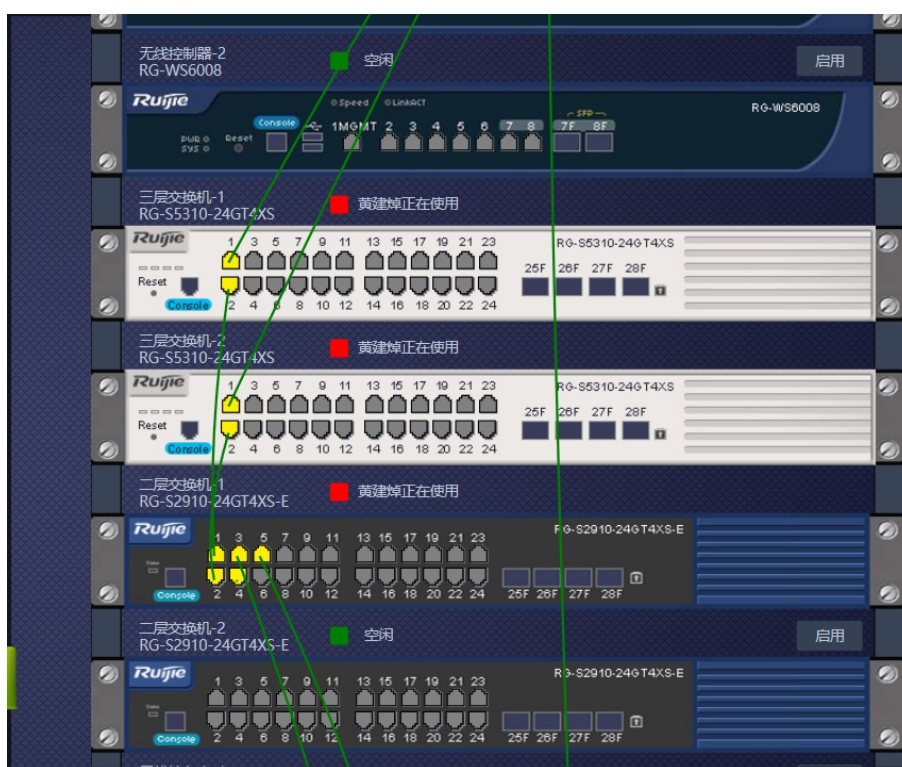 无线控制器-2
空闲
启用
RG-WS6008
Ruijie
Speed
LinkACT
SFP
RG-WS6008
Console
1MGMT 2 3 4 5 6 7 8 7F 8F
PWR
Reset
SYS
三层交换机-1
黄建焯正在使用
RG-S5310-24GT4XS
Ruijie
1 3 5 7 9 11 13 15 17 19 21 23
RG-S5310-24GT4XS
25F 26F 27F 28F
Reset
Console
2 4 6 8 10 12 14 16 18 20 22 24
三层交换机-2
黄建焯正在使用
RG-S5310-24GT4XS
Ruijie
1 3 5 7 9 11 13 15 17 19 21 23
RG-S5310-24GT4XS
25F 26F 27F 28F
Reset
Console
2 4 6 8 10 12 14 16 18 20 22 24
二层交换机-1
黄建焯正在使用
RG-S2910-24GT4XS-E
Ruijie
1 3 5 7 9 11 13 15 17 19 21 23
RG-S2910-24GT4XS-E
Console
2 4 6 8 10 12 14 16 18 20 22 24 25F 26F 27F 28F
二层交换机-2
空闲
启用
RG-S2910-24GT4XS-E
Ruijie
1 3 5 7 9 11 13 15 17 19 21 23
RG-S2910-24GT4XS-E
Console
2 4 6 8 10 12 14 16 18 20 22 24 25F 26F 27F 28F